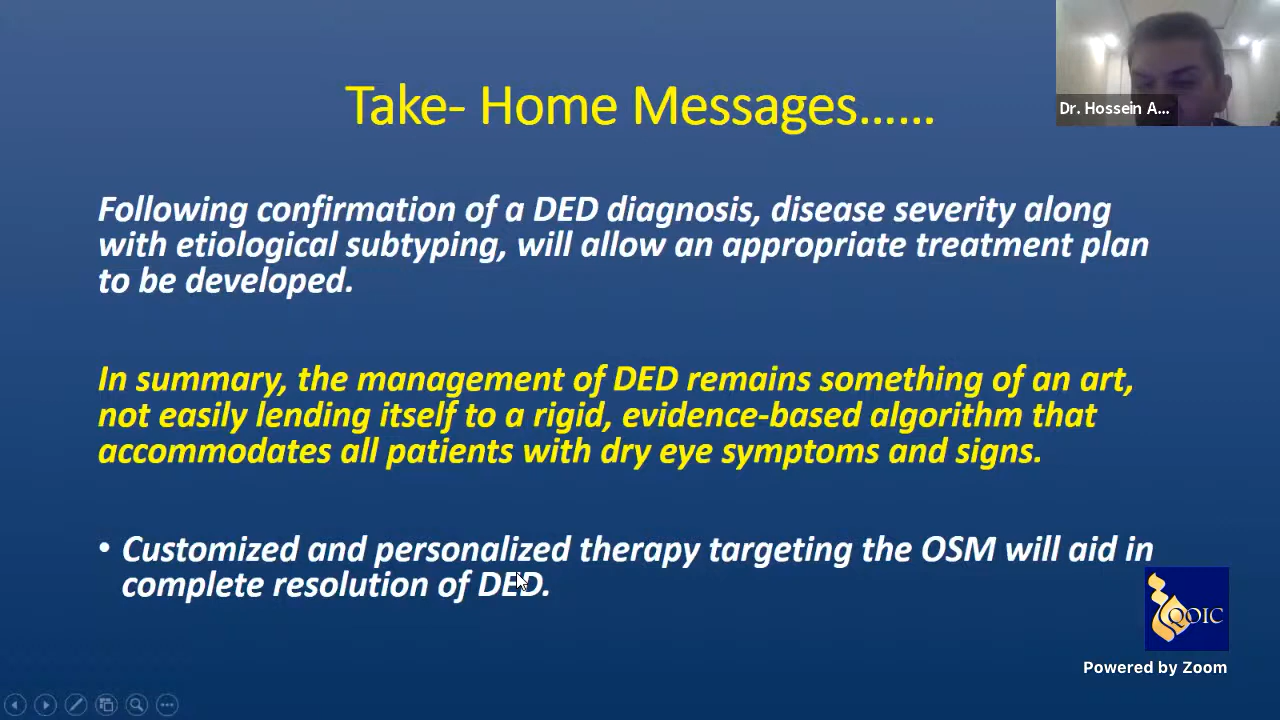 Take- Home Messages......
Dr. Hossein A...
Following confirmation of a DED diagnosis, disease severity along
with etiological subtyping, will allow an appropriate treatment plan
to be developed.
In summary, the management of DED remains something of an art,
not easily lending itself to a rigid, evidence-based algorithm that
accommodates all patients with dry eye symptoms and signs.
• Customized and personalized therapy targeting the OSM will aid in
complete resolution of DED.
QOIC
Powered by Zoom